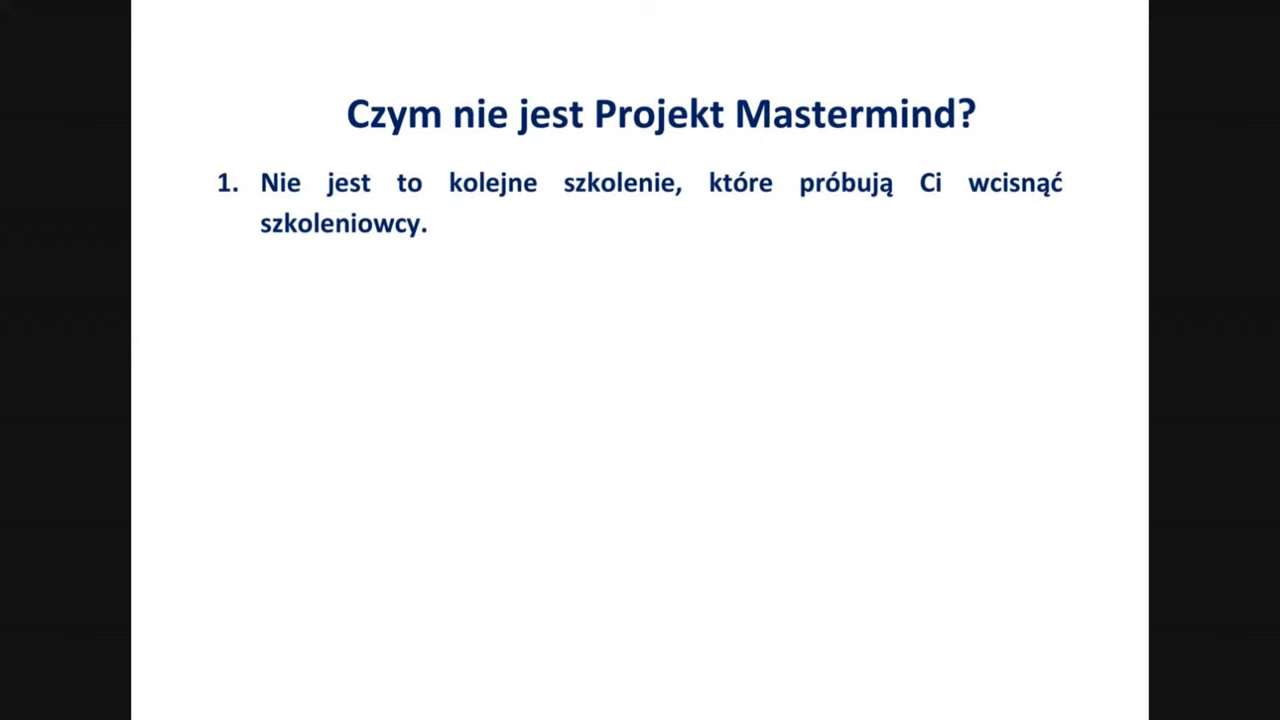 Czym nie jest Projekt Mastermind?
1. Nie jest to kolejne szkolenie, które próbują Ci wcisnąć
szkoleniowcy.